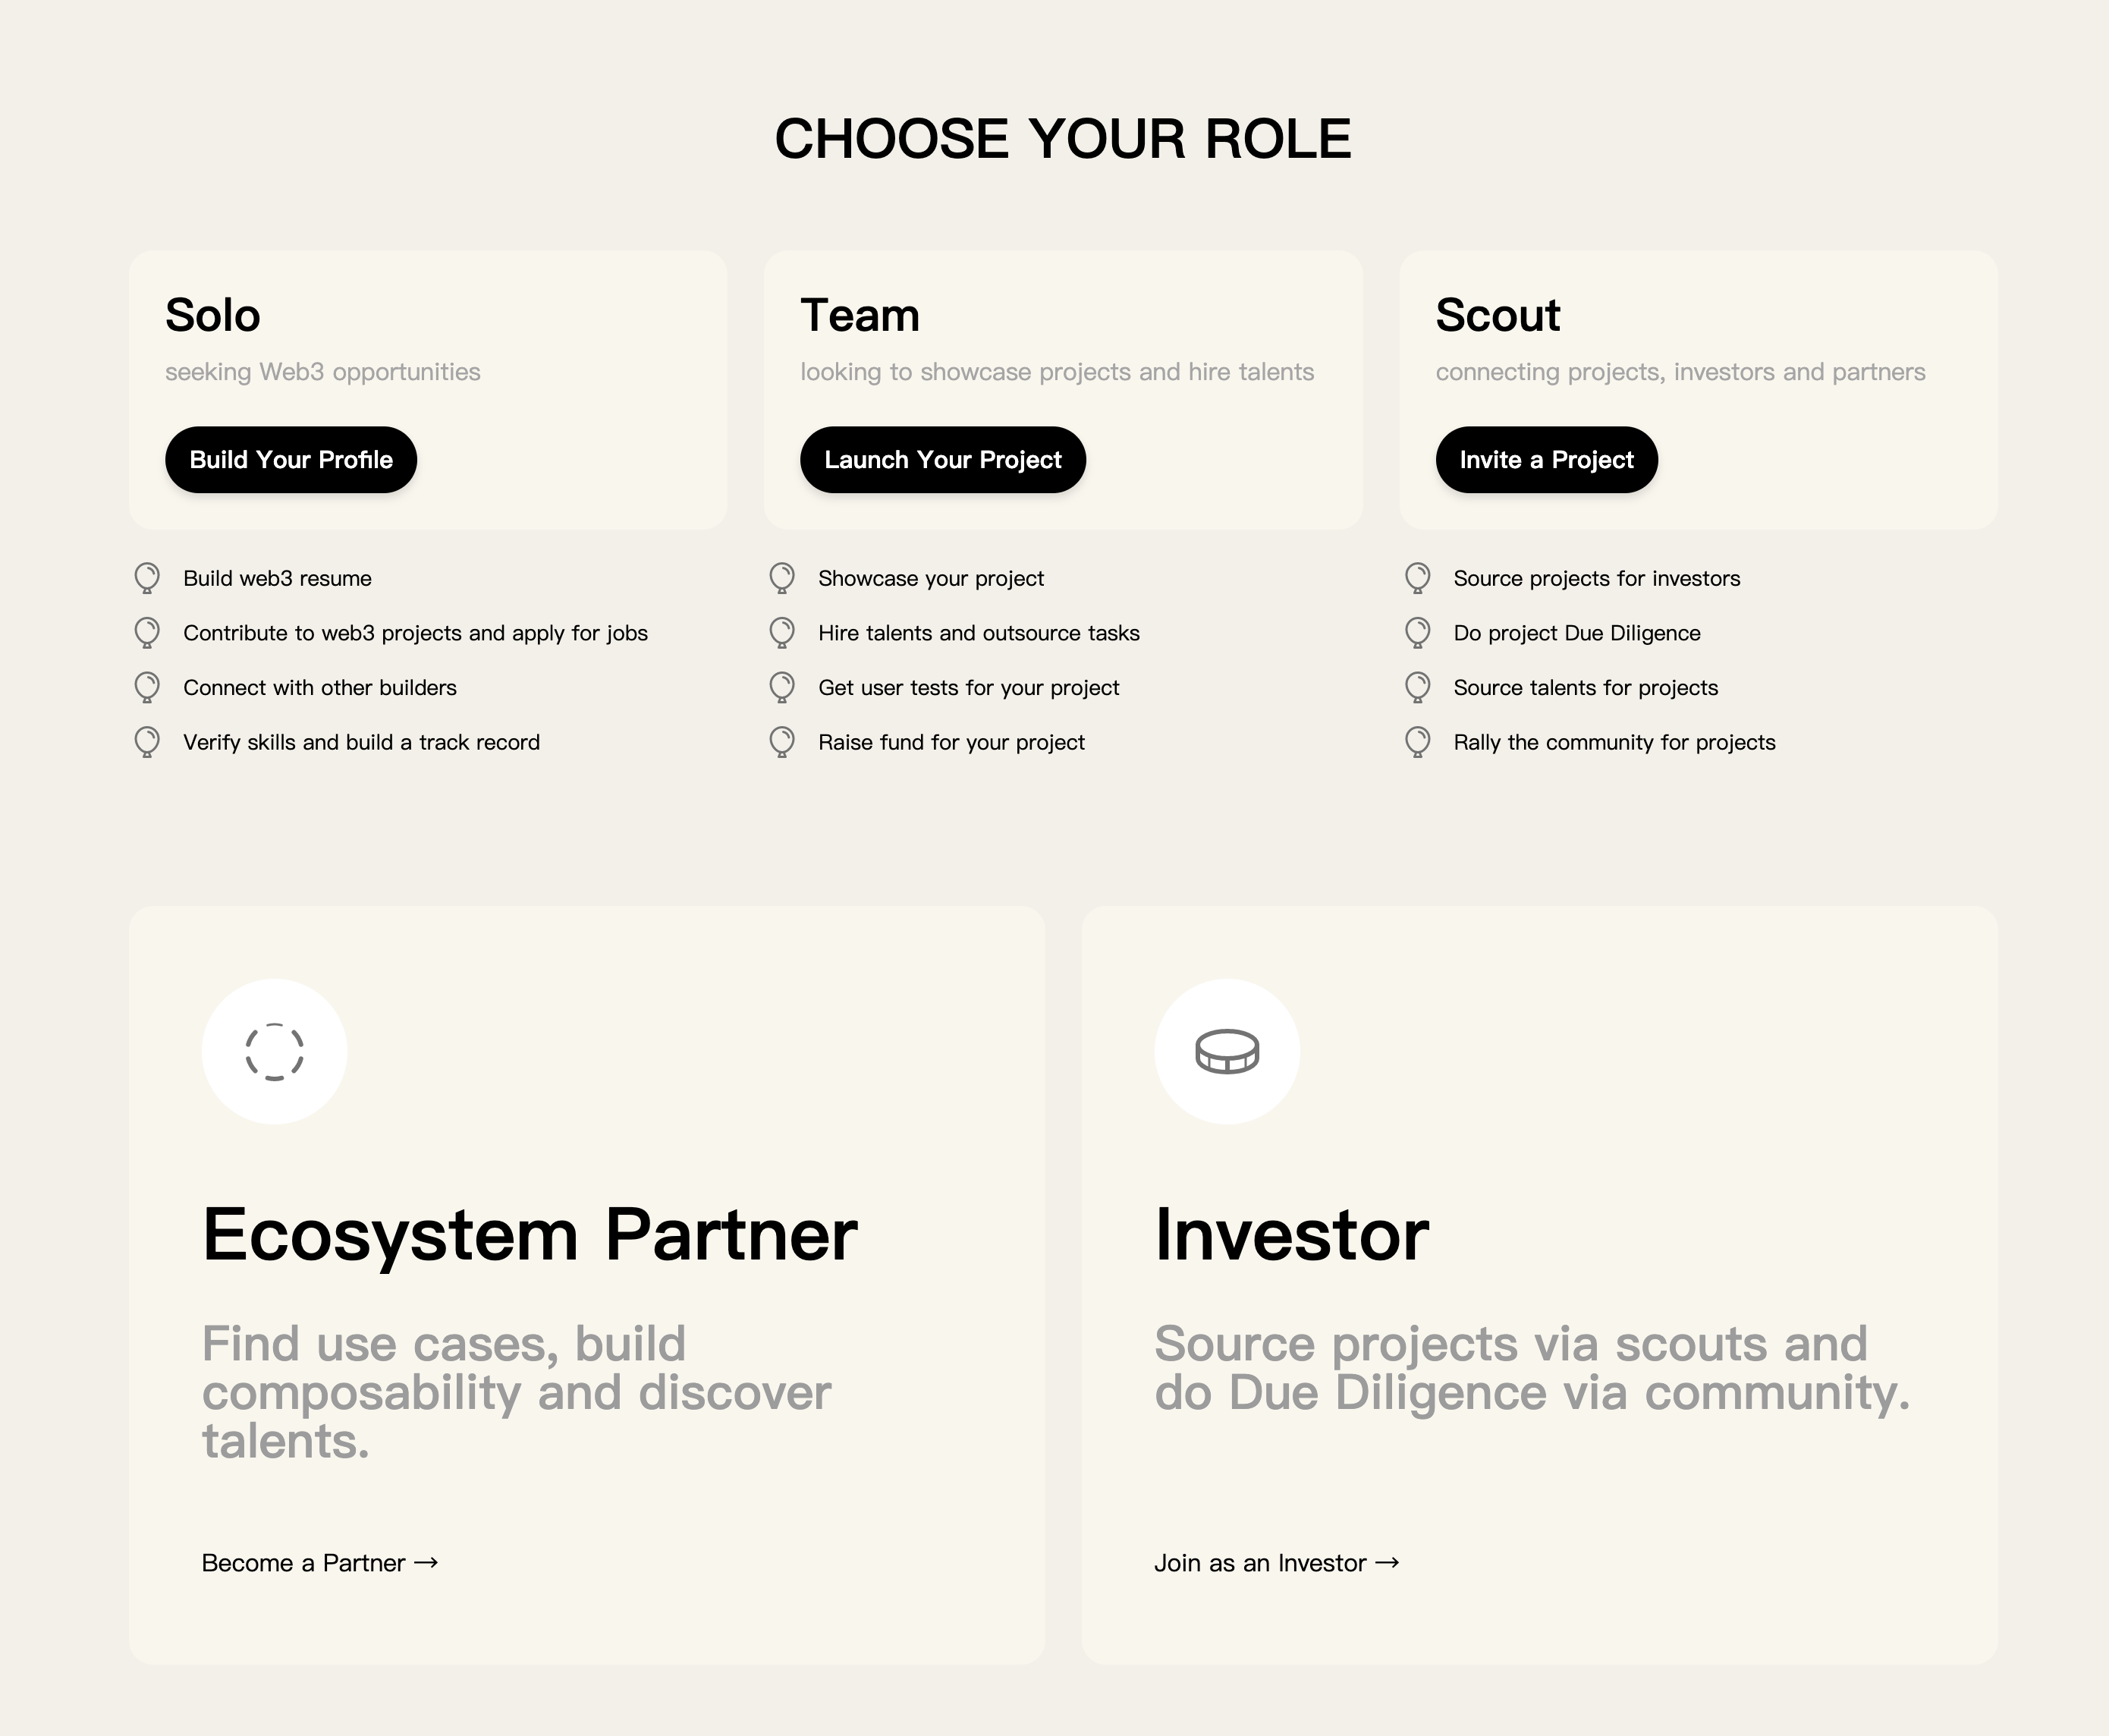 CHOOSE YOUR ROLE
Solo
seeking Web3 opportunities
Build Your Profile
Build web3 resume
Contribute to web3 projects and apply for jobs
Connect with other builders
Verify skills and build a track record
Team
looking to showcase projects and hire talents
Launch Your Project
Showcase your project
Hire talents and outsource tasks
Get user tests for your project
Raise fund for your project
Scout
connecting projects, investors and partners
Invite a Project
Source projects for investors
Do project Due Diligence
Source talents for projects
Rally the community for projects
Ecosystem Partner
Find use cases, build
composability and discover
talents.
Become a Partner →
Investor
Source projects via scouts and
do Due Diligence via community.
Join as an Investor →